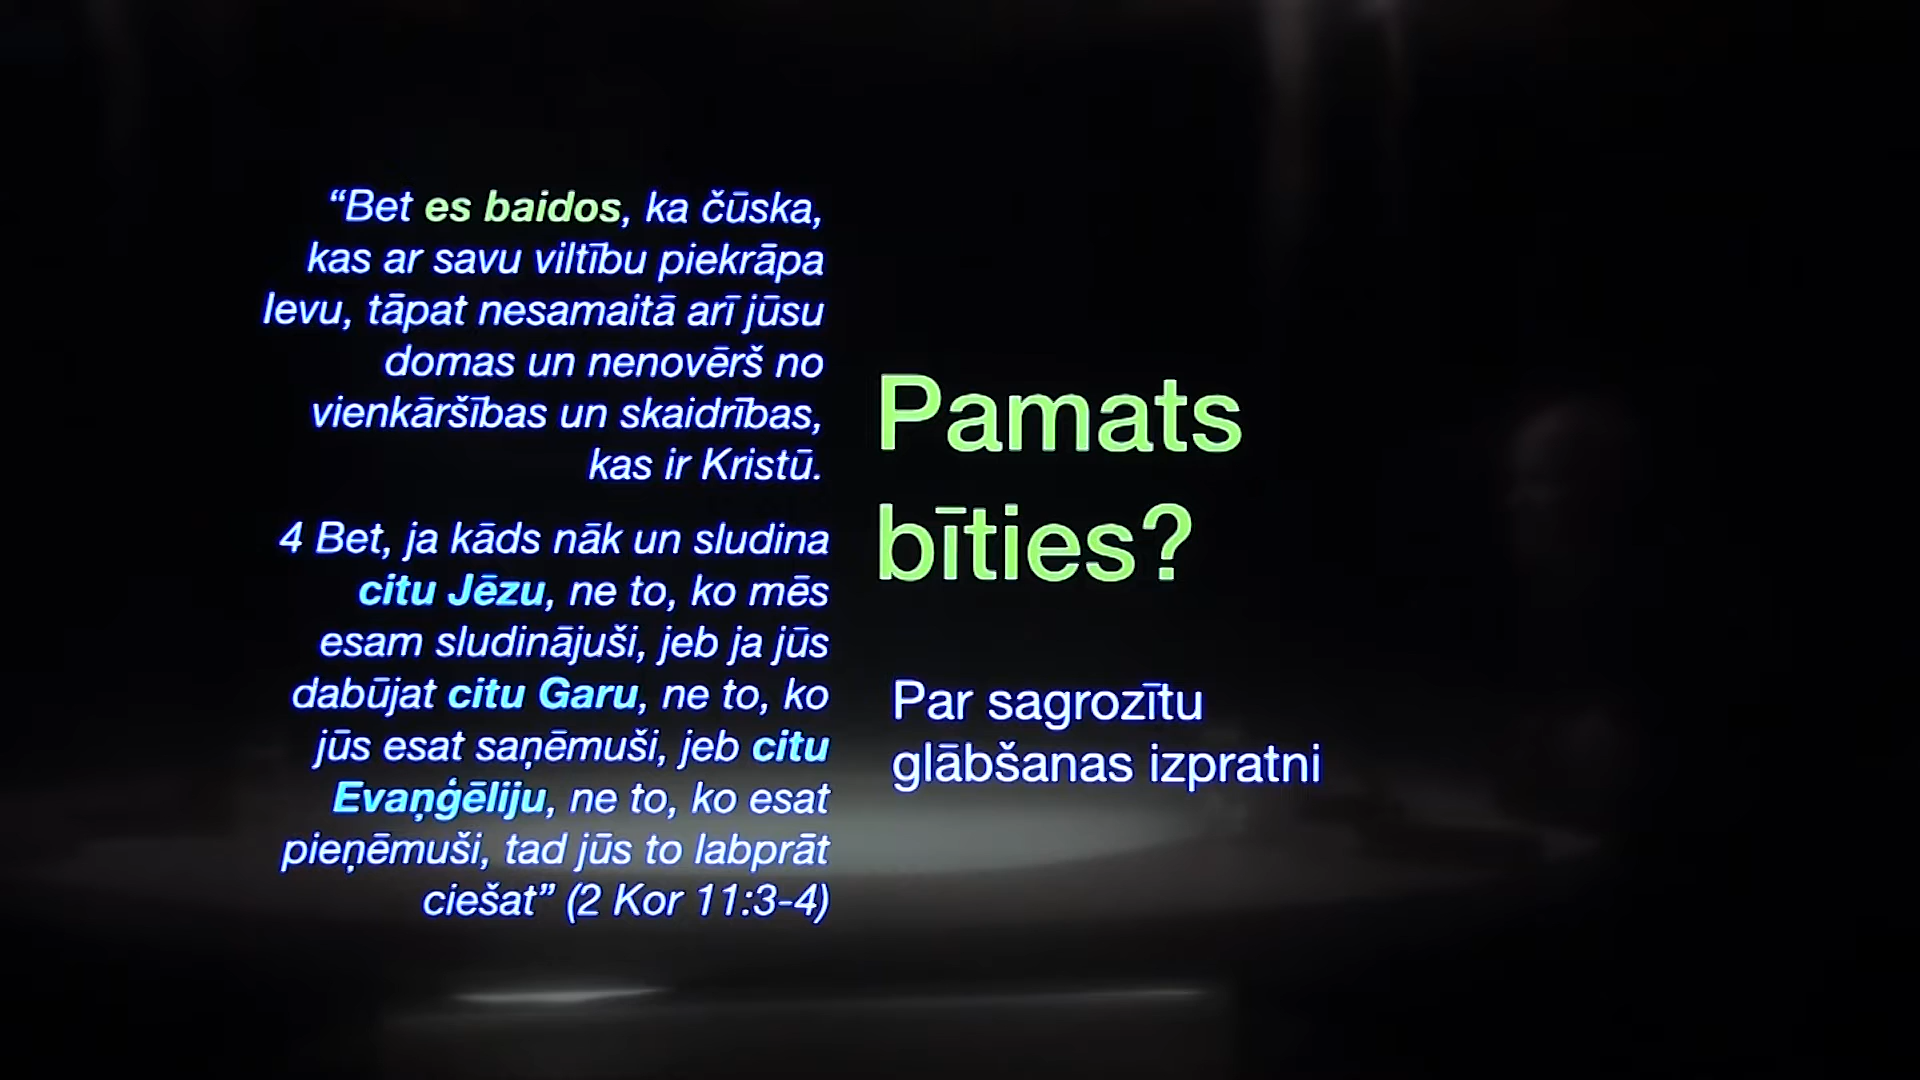 “Bet es baidos, ka čūska,
kas ar savu viltību piekrāpa
Ievu, tāpat nesamaitā arī jūsu
domas un nenovērš no
vienkāršības un skaidrības,
kas ir Kristū.
4 Bet, ja kāds nāk un sludina
citu Jēzu, ne to, ko mēs
esam sludinājuši, jeb ja jūs
dabūjat citu Garu, ne to, ko
jūs esat saņēmuši, jeb citu
Evaņģēliju, ne to, ko esat
pieņēmuši, tad jūs to labprāt
ciešat” (2 Kor 11:3-4)
Pamats
bīties?
Par sagrozītu
glābšanas izpratni